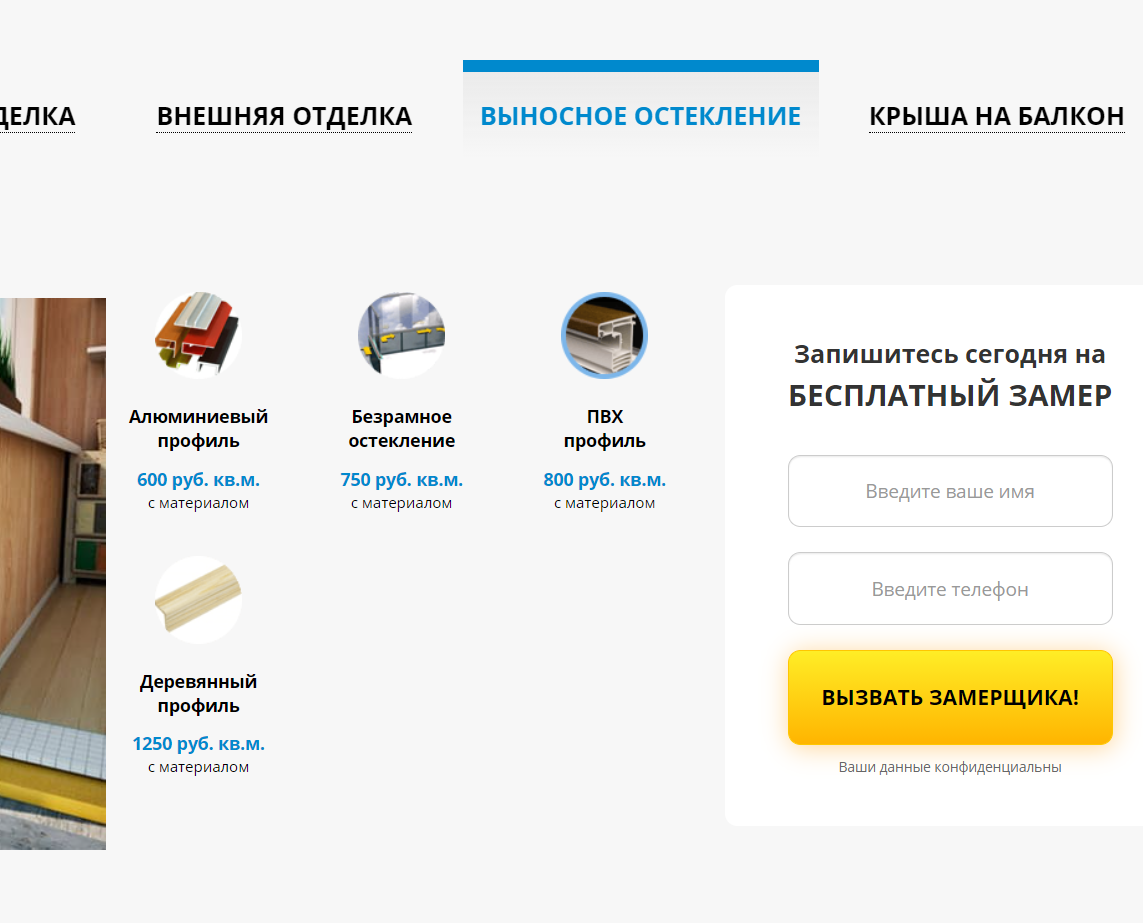 ДЕЛКА
ВНЕШНЯЯ ОТДЕЛКА
ВЫНОСНОЕ ОСТЕКЛЕНИЕ
КРЫША НА БАЛКОН
Алюминиевый
профиль
600 руб. кв.м.
с материалом
Безрамное
остекление
750 руб. кв.м.
с материалом
ПВХ
профиль
800 руб. кв.м.
с материалом
Деревянный
профиль
1250 руб. кв.м.
с материалом
Запишитесь сегодня на
БЕСПЛАТНЫЙ ЗАМЕР
Введите ваше имя
Введите телефон
ВЫЗВАТЬ ЗАМЕРЩИКА!
Ваши данные конфиденциальны